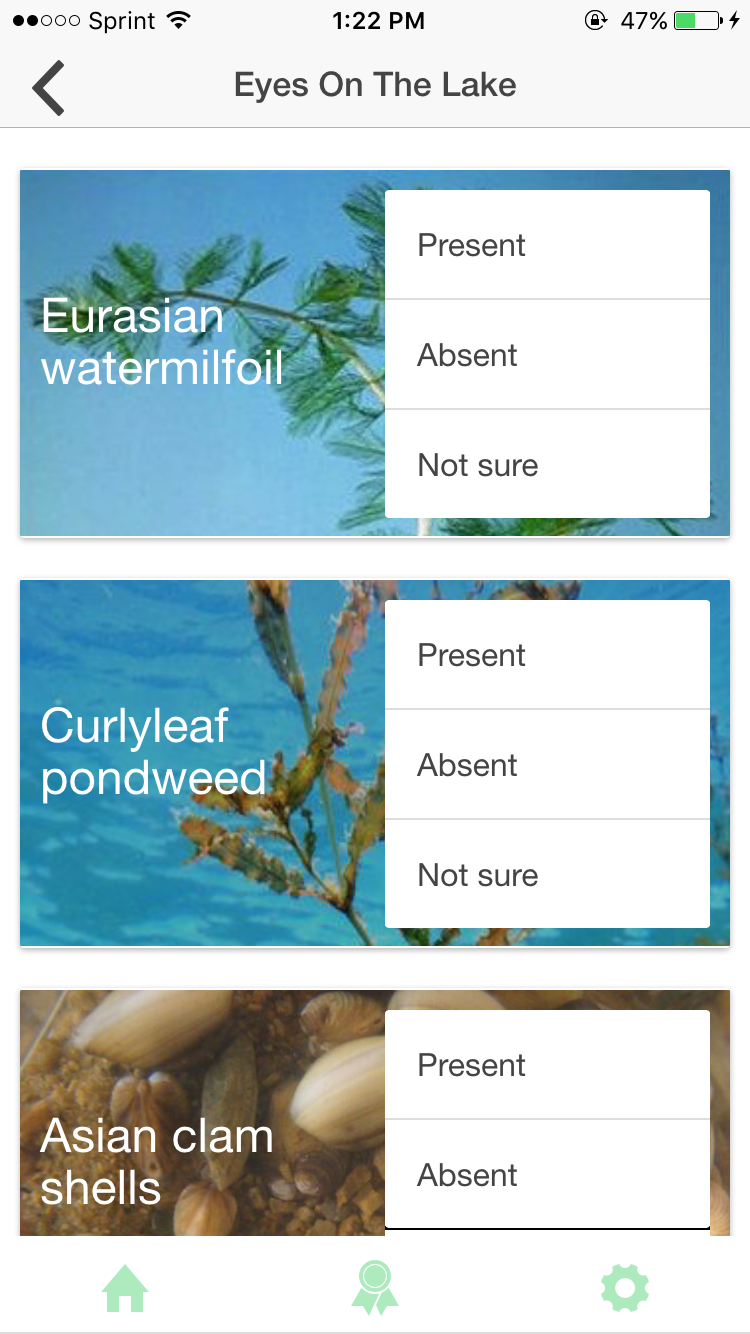 Sprint 1:22 PM 47%
Eyes On The Lake
Eurasian
watermilfoil
Present
Absent
Not sure
Curlyleaf
pondweed
Present
Absent
Not sure
Asian clam
shells
Present
Absent